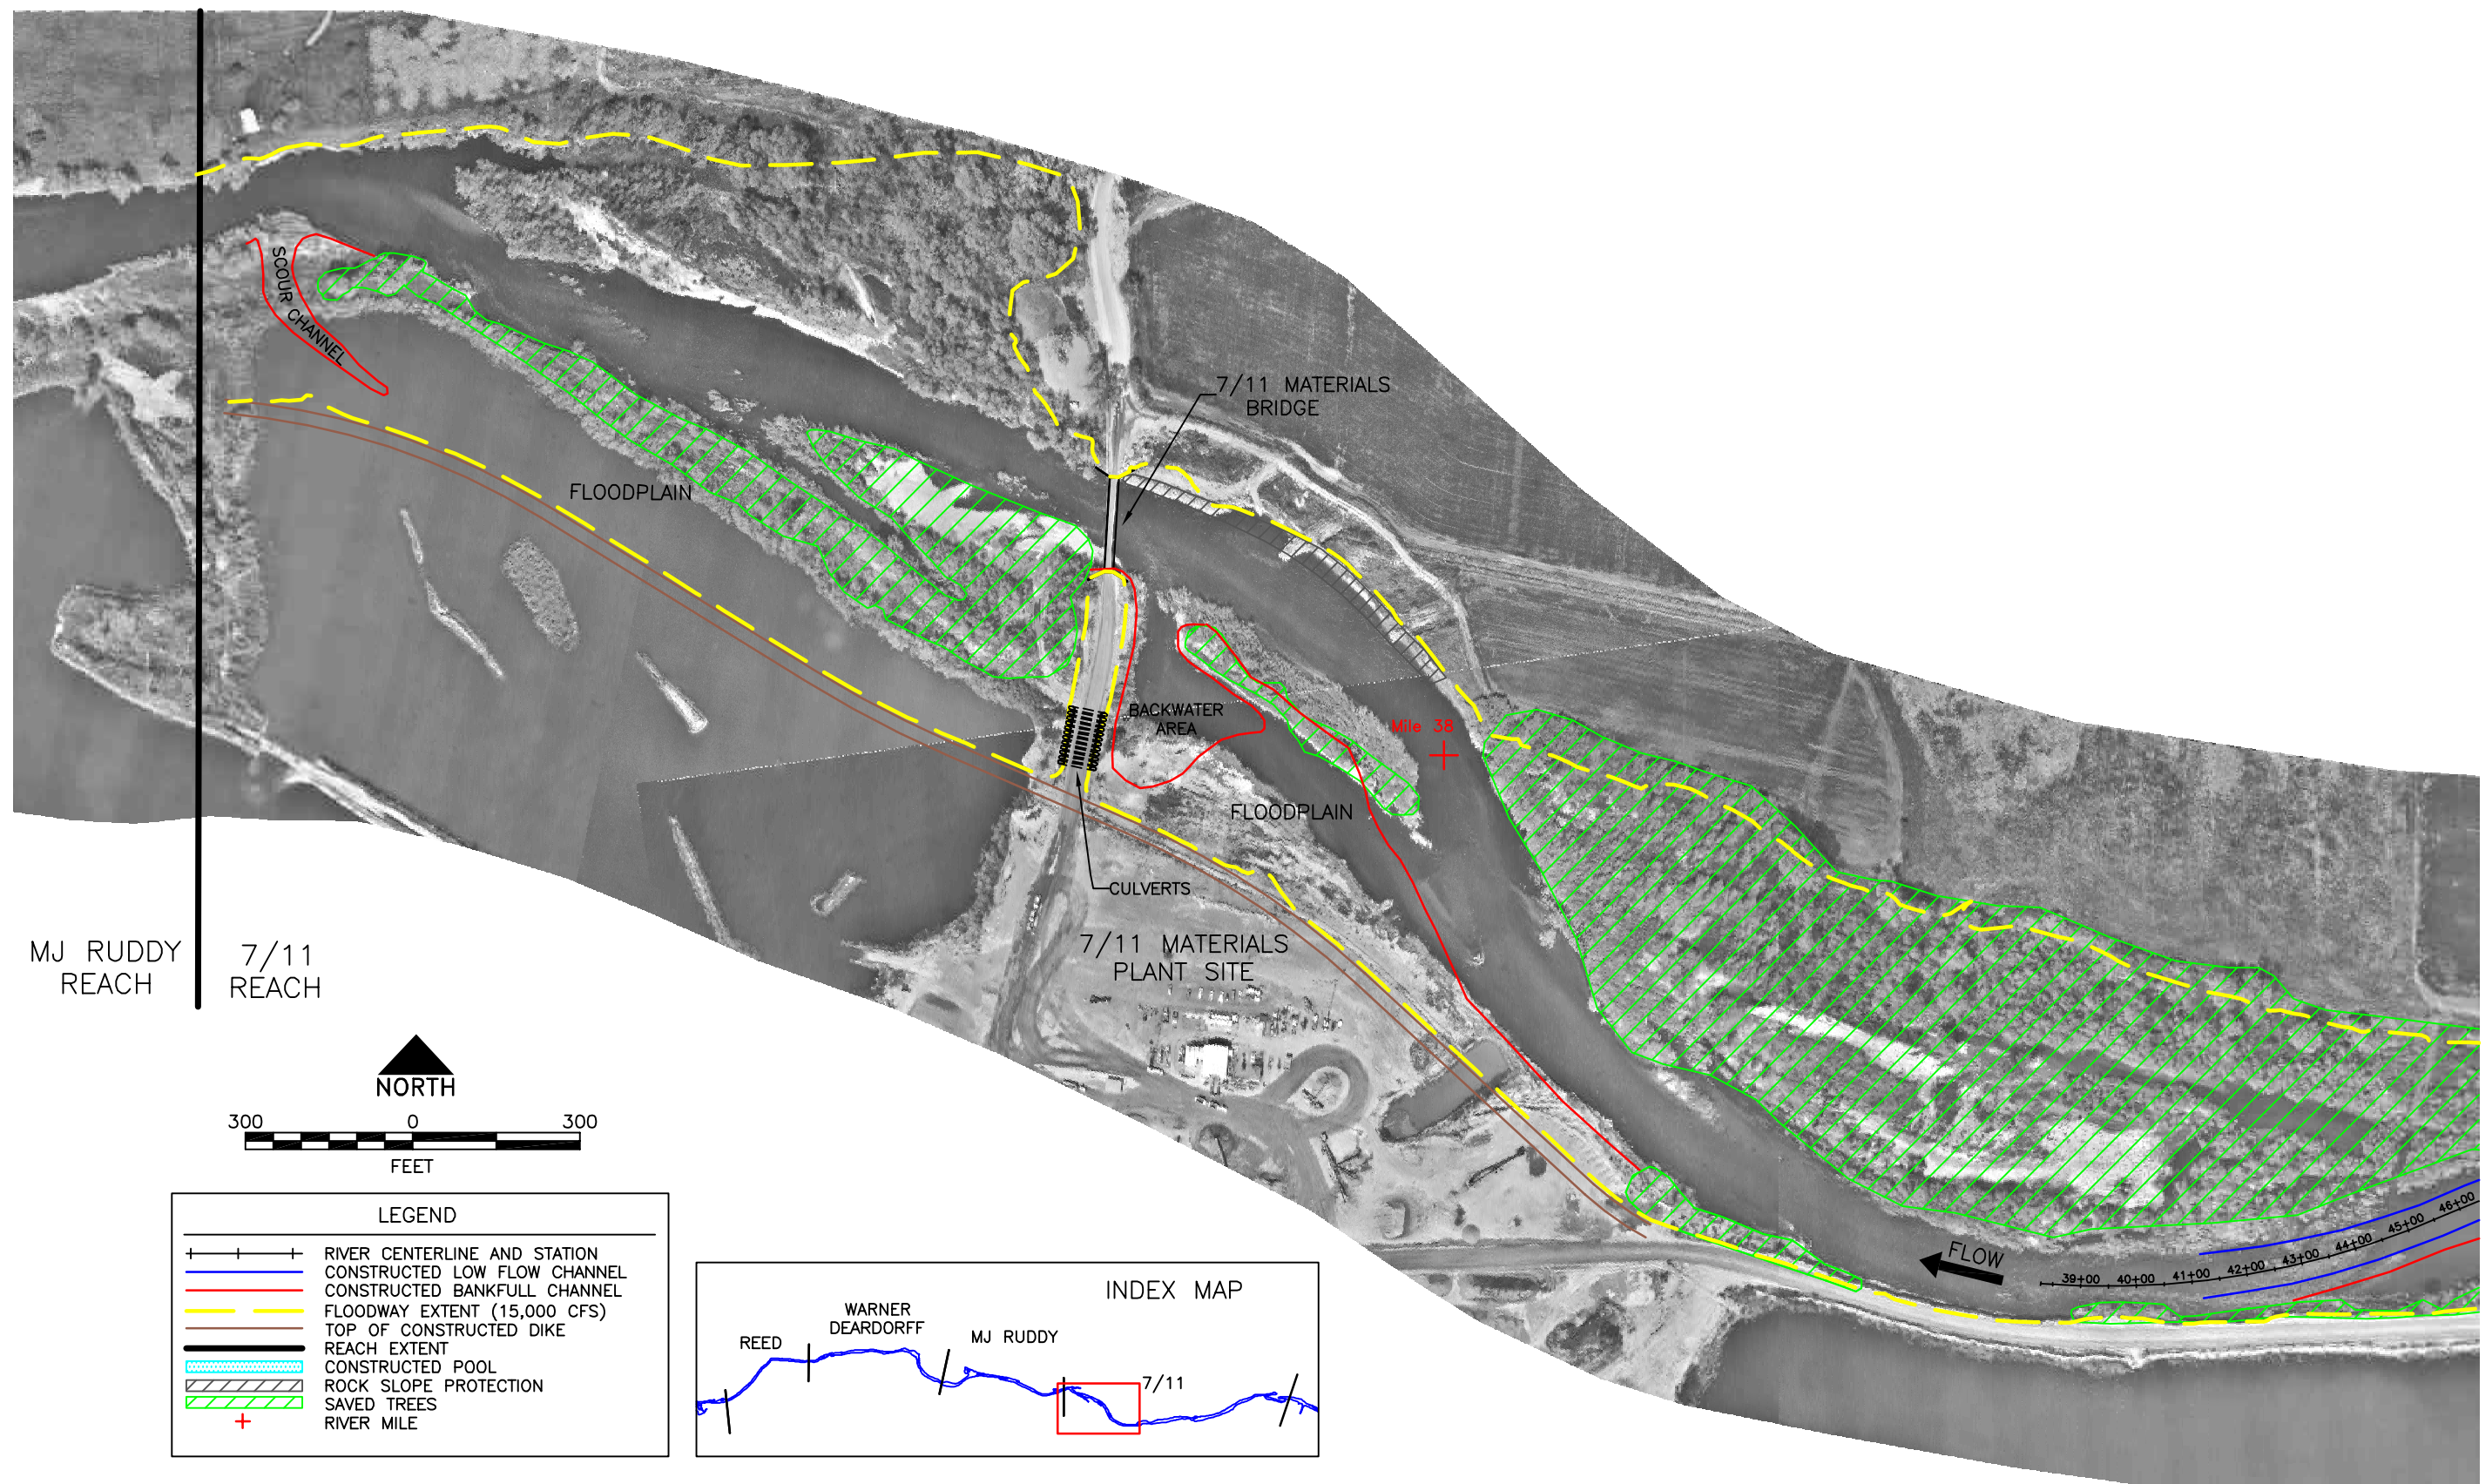 SCOUR CHANNEL
7/11 MATERIALS
BRIDGE
FLOODPLAIN
BACKWATER
AREA
Mile 38
FLOODPLAIN
CULVERTS
7/11 MATERIALS
PLANT SITE
MJ RUDDY
REACH
7/11
REACH
NORTH
300 0 300
FEET
FLOW
39+00 40+00 41+00 42+00 43+00 44+00 45+00 46+00
LEGEND
RIVER CENTERLINE AND STATION
CONSTRUCTED LOW FLOW CHANNEL
CONSTRUCTED BANKFULL CHANNEL
FLOODWAY EXTENT (15,000 CFS)
TOP OF CONSTRUCTED DIKE
REACH EXTENT
CONSTRUCTED POOL
ROCK SLOPE PROTECTION
SAVED TREES
RIVER MILE
INDEX MAP
REED
WARNER
DEARDORFF
MJ RUDDY
7/11